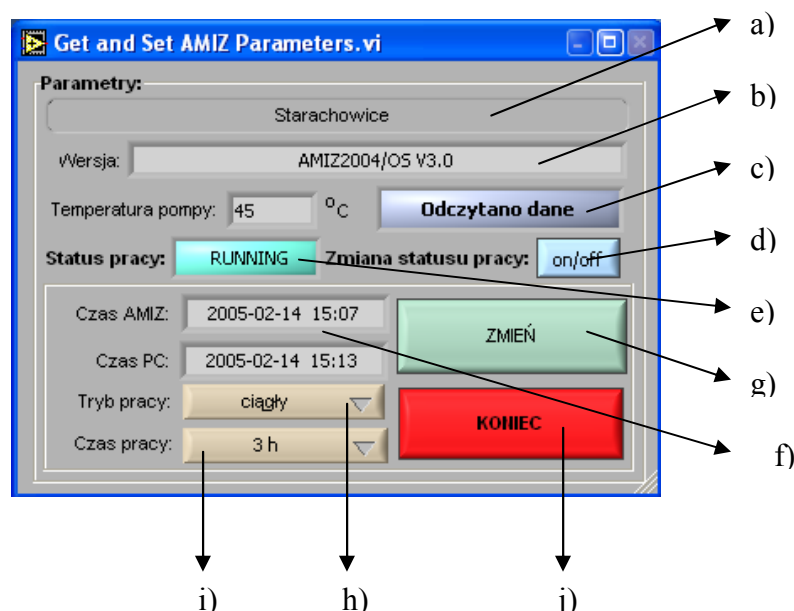 Get and Set AMIZ Parameters.vi
a)
Parametry:
Starachowice
b)
Wersja: AMIZ2004/OS V3.0
c)
Temperatura pompy: 45 °C Odczytano dane
d)
Status pracy: RUNNING Zmiana statusu pracy: on/off
e)
Czas AMIZ: 2005-02-14 15:07
ZMIEŃ
Czas PC: 2005-02-14 15:13
g)
Tryb pracy: ciągły
KONIEC
Czas pracy: 3 h
f)
i) h) j)